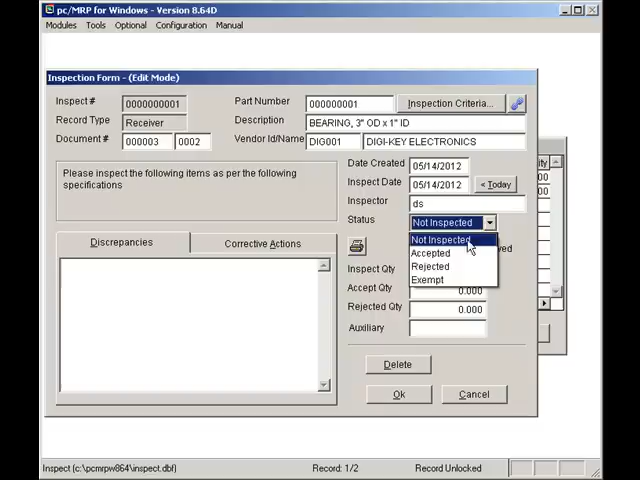 pc/MRP for Windows - Version 8.64D
Modules Tools Optional Configuration Manual
Inspection Form - (Edit Mode)
Inspect # 0000000001 Part Number 000000001 Inspection Criteria...
Record Type Receiver Description BEARING, 3" OD x 1" ID
Document # 000003 0002 Vendor Id/Name DIG001 DIGI-KEY ELECTRONICS
Please inspect the following items as per the following
specifications
Date Created 05/14/2012
Inspect Date 05/14/2012 < Today
Inspector ds
Status Not Inspected
Not Inspected
Accepted
Rejected
Exempt
Discrepancies Corrective Actions
Inspect Qty
Accept Qty 0.000
Rejected Qty 0.000
Auxiliary
Delete
Ok Cancel
Inspect (c:\pcmrpw864\inspect.dbf) Record: 1/2 Record Unlocked